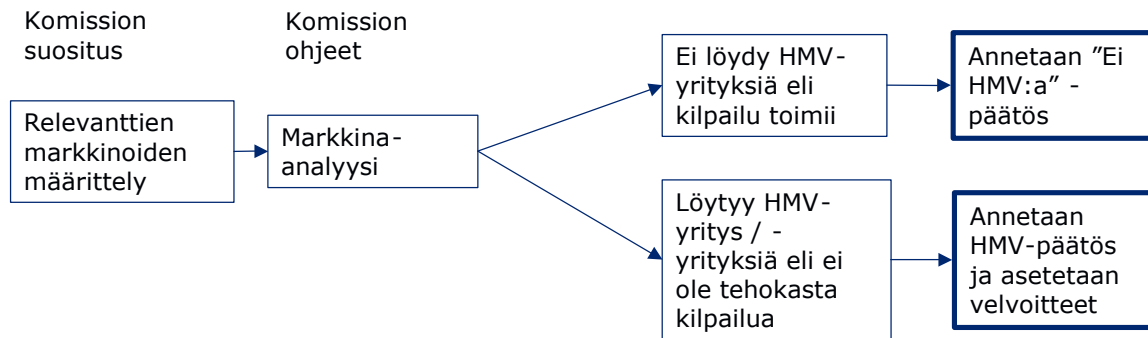 Komission
suositus
Komission
ohjeet
Relevanttien
markkinoiden
määrittely
Markkina-
analyysi
Ei löydy HMV-
yrityksiä eli
kilpailu toimii
Annetaan ”Ei
HMV:a” -
päätös
Löytyy HMV-
yritys / -
yrityksiä eli ei
ole tehokasta
kilpailua
Annetaan
HMV-päätös
ja asetetaan
velvoitteet